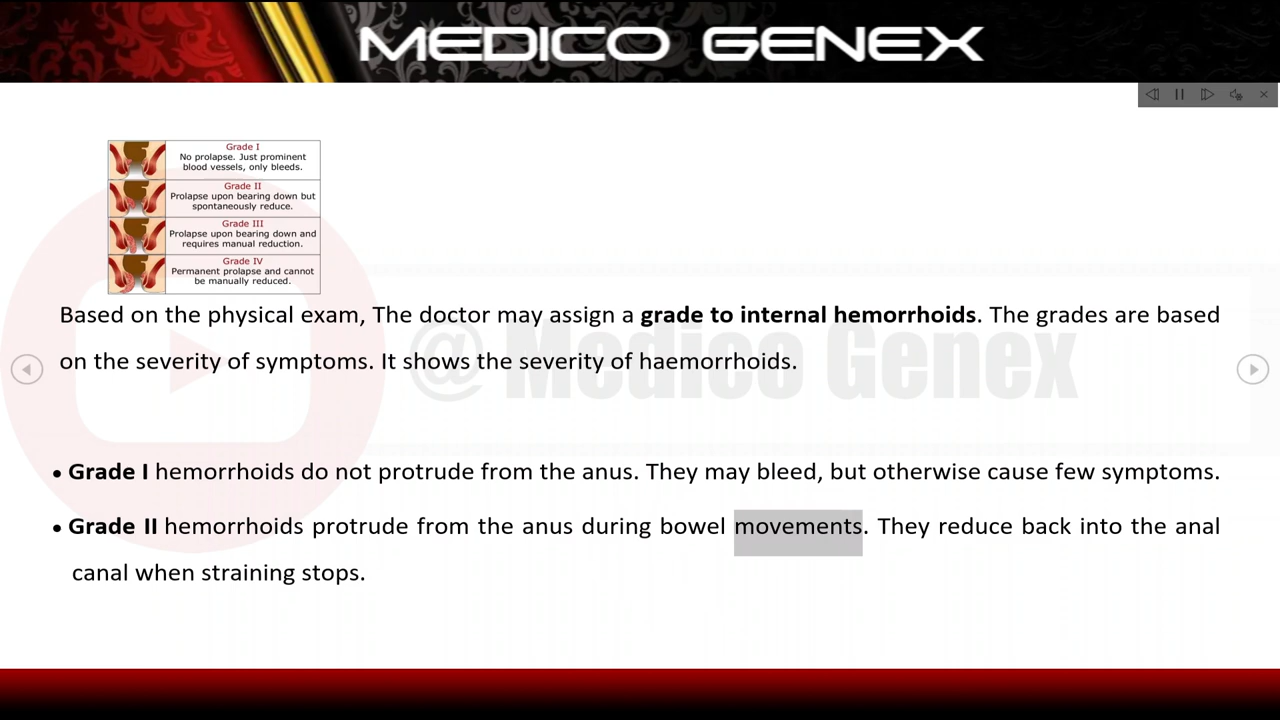 MEDICO GENEX
Grade I
No prolapse. Just prominent
blood vessels, only bleeds.
Grade II
Prolapse upon bearing down but
spontaneously reduce.
Grade III
Prolapse upon bearing down and
requires manual reduction.
Grade IV
Permanent prolapse and cannot
be manually reduced.
Based on the physical exam, The doctor may assign a grade to internal hemorrhoids. The grades are based
on the severity of symptoms. It shows the severity of haemorrhoids.
@ Medico Genex
• Grade I hemorrhoids do not protrude from the anus. They may bleed, but otherwise cause few symptoms.
• Grade II hemorrhoids protrude from the anus during bowel movements. They reduce back into the anal
canal when straining stops.